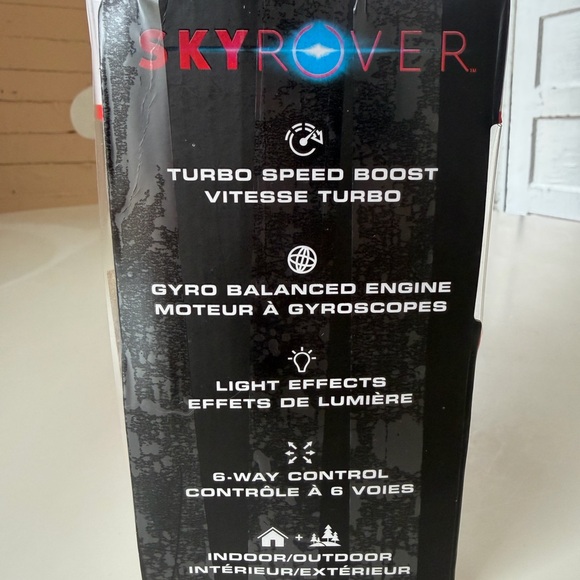 SKYROVER™
TURBO SPEED BOOST
VITESSE TURBO
GYRO BALANCED ENGINE
MOTEUR À GYROSCOPES
LIGHT EFFECTS
EFFETS DE LUMIÈRE
6-WAY CONTROL
CONTRÔLE À 6 VOIES
+
INDOOR/OUTDOOR
INTÉRIEUR/EXTÉRIEUR